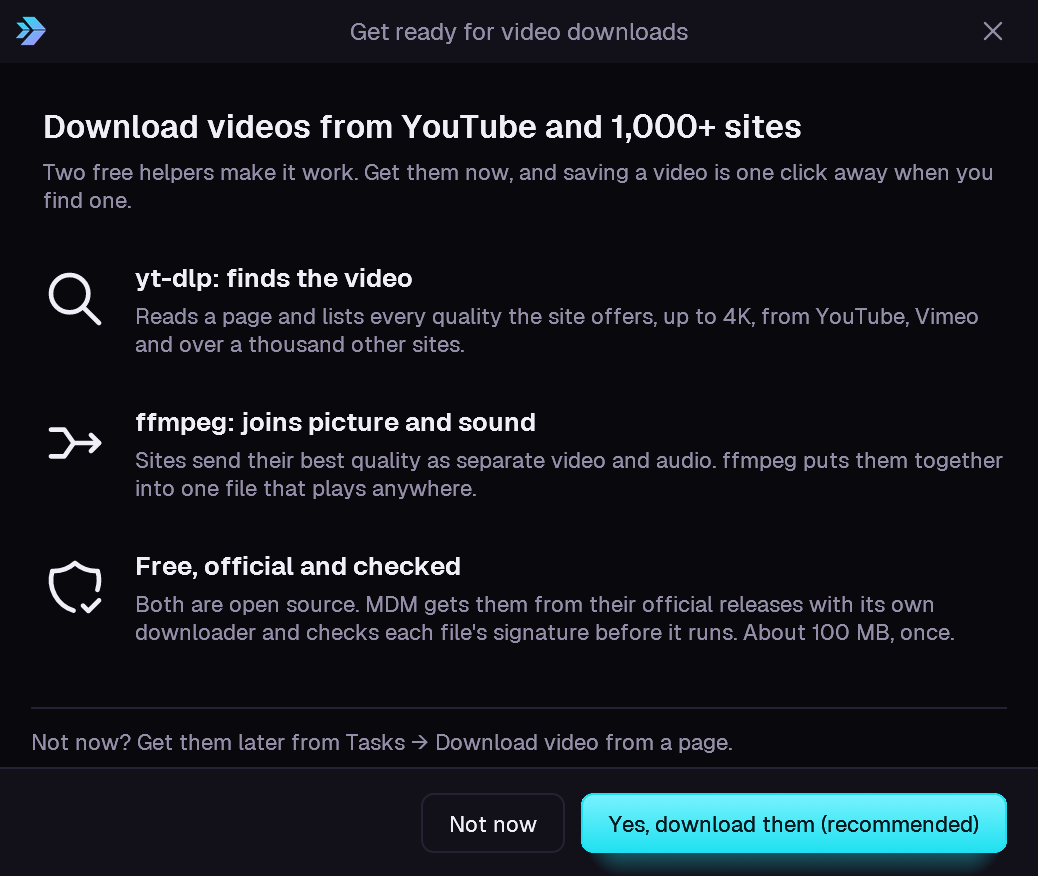 Get ready for video downloads
Download videos from YouTube and 1,000+ sites
Two free helpers make it work. Get them now, and saving a video is one click away when you
find one.
yt-dlp: finds the video
Reads a page and lists every quality the site offers, up to 4K, from YouTube, Vimeo
and over a thousand other sites.
ffmpeg: joins picture and sound
Sites send their best quality as separate video and audio. ffmpeg puts them together
into one file that plays anywhere.
Free, official and checked
Both are open source. MDM gets them from their official releases with its own
downloader and checks each file's signature before it runs. About 100 MB, once.
Not now? Get them later from Tasks → Download video from a page.
Not now
Yes, download them (recommended)